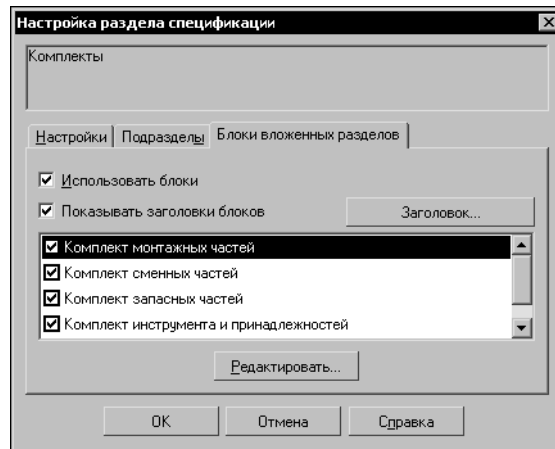 Настройка раздела спецификации
Комплекты
Настройки Подразделы Блоки вложенных разделов
Использовать блоки
Показывать заголовки блоков Заголовок...
Комплект монтажных частей
Комплект сменных частей
Комплект запасных частей
Комплект инструмента и принадлежностей
Редактировать...
OK Отмена Справка